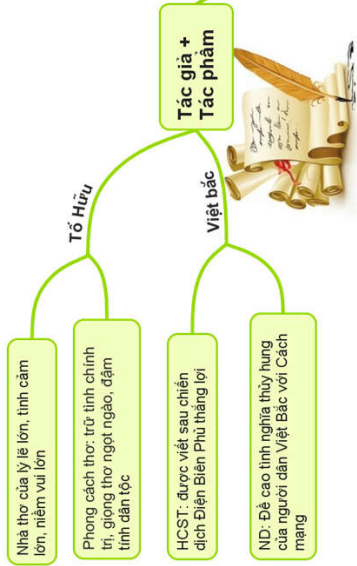 Tác giả +
Tác phẩm
Tố Hữu
Nhà thơ của lý lẽ lớn, tình cảm
lớn, niềm vui lớn
Phong cách thơ: trữ tình chính
trị, giọng thơ ngọt ngào, đậm
tính dân tộc
Việt bắc
HCST: được viết sau chiến
dịch Điện Biên Phủ thắng lợi
ND: Đề cao tình nghĩa thủy hung
của người dân Việt Bắc với Cách
mạng